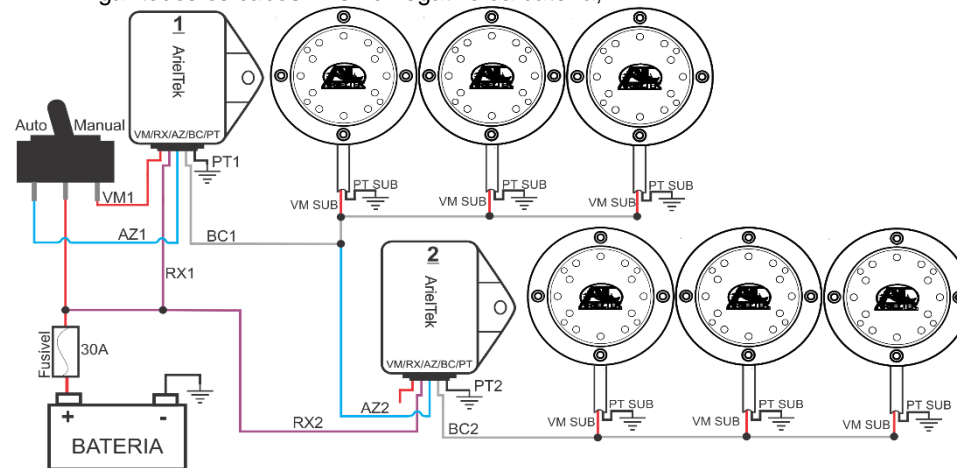 1
ArielTek
VM/RX/AZ/BC/PT
PT1
Auto
Manual
VM1
AZ1
BC1
RX1
VM SUB
PT SUB
VM SUB
PT SUB
VM SUB
PT SUB
2
ArielTek
VM/RX/AZ/BC/PT
PT2
AZ2
RX2
BC2
VM SUB
PT SUB
VM SUB
PT SUB
VM SUB
PT SUB
Fusível
30A
+
-
BATERIA